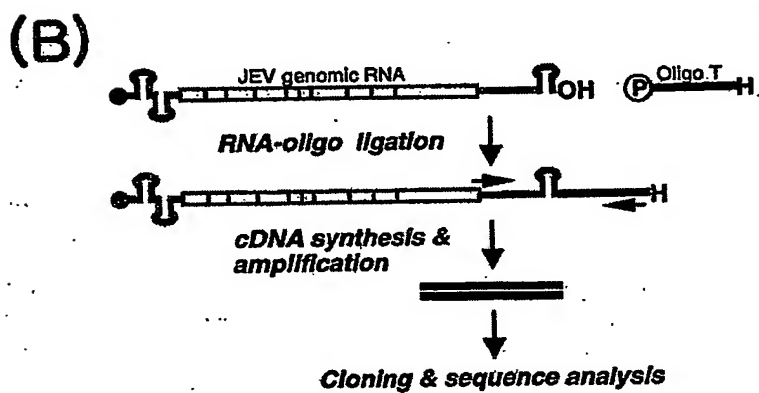 (B)
JEV genomic RNA
OH
P
Oligo T
H
RNA-oligo ligation
H
cDNA synthesis &
amplification
Cloning & sequence analysis